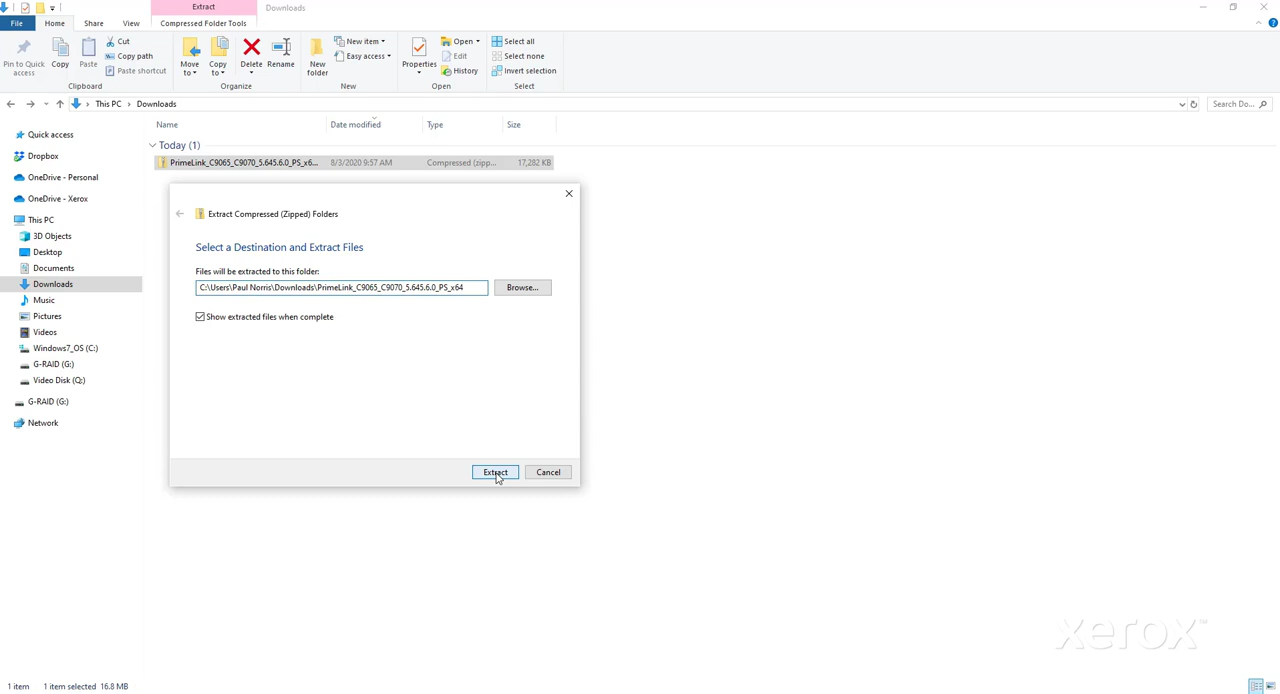 Extract
Downloads
File
Home
Share
View
Compressed Folder Tools
Pin to Quick access
Copy
Paste
Cut
Copy path
Paste shortcut
Clipboard
Move to
Copy to
Delete
Rename
Organize
New folder
New item
Easy access
New
Properties
Open
Edit
History
Open
Select all
Select none
Invert selection
Select
This PC > Downloads
Search Do...
Name
Date modified
Type
Size
Today (1)
PrimeLink_C9065_C9070_5.645.6.0_PS_x6...
8/3/2020 9:57 AM
Compressed (zipp...
17,282 KB
Quick access
Dropbox
OneDrive - Personal
OneDrive - Xerox
This PC
3D Objects
Desktop
Documents
Downloads
Music
Pictures
Videos
Windows7_OS (C:)
G-RAID (G:)
Video Disk (Q:)
G-RAID (G:)
Network
Extract Compressed (Zipped) Folders
Select a Destination and Extract Files
Files will be extracted to this folder:
C:\Users\Paul Norris\Downloads\PrimeLink_C9065_C9070_5.645.6.0_PS_x64
Browse...
Show extracted files when complete
Extract
Cancel
xerox™
1 item
1 item selected 16.8 MB